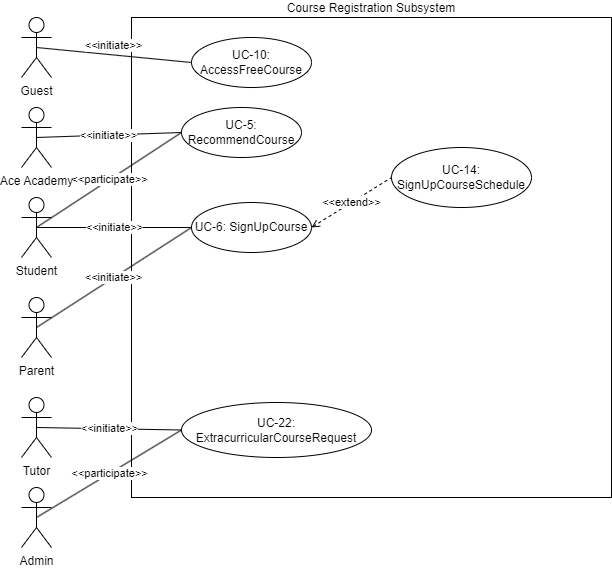 Course Registration Subsystem
<<initiate>>
UC-10:
AccessFreeCourse
Guest
<<initiate>>
UC-5:
RecommendCourse
Ace Academy
<<participate>>
UC-14:
SignUpCourseSchedule
<<extend>>
<<initiate>>
UC-6: SignUpCourse
Student
<<initiate>>
Parent
<<initiate>>
UC-22:
ExtracurricularCourseRequest
Tutor
<<participate>>
Admin